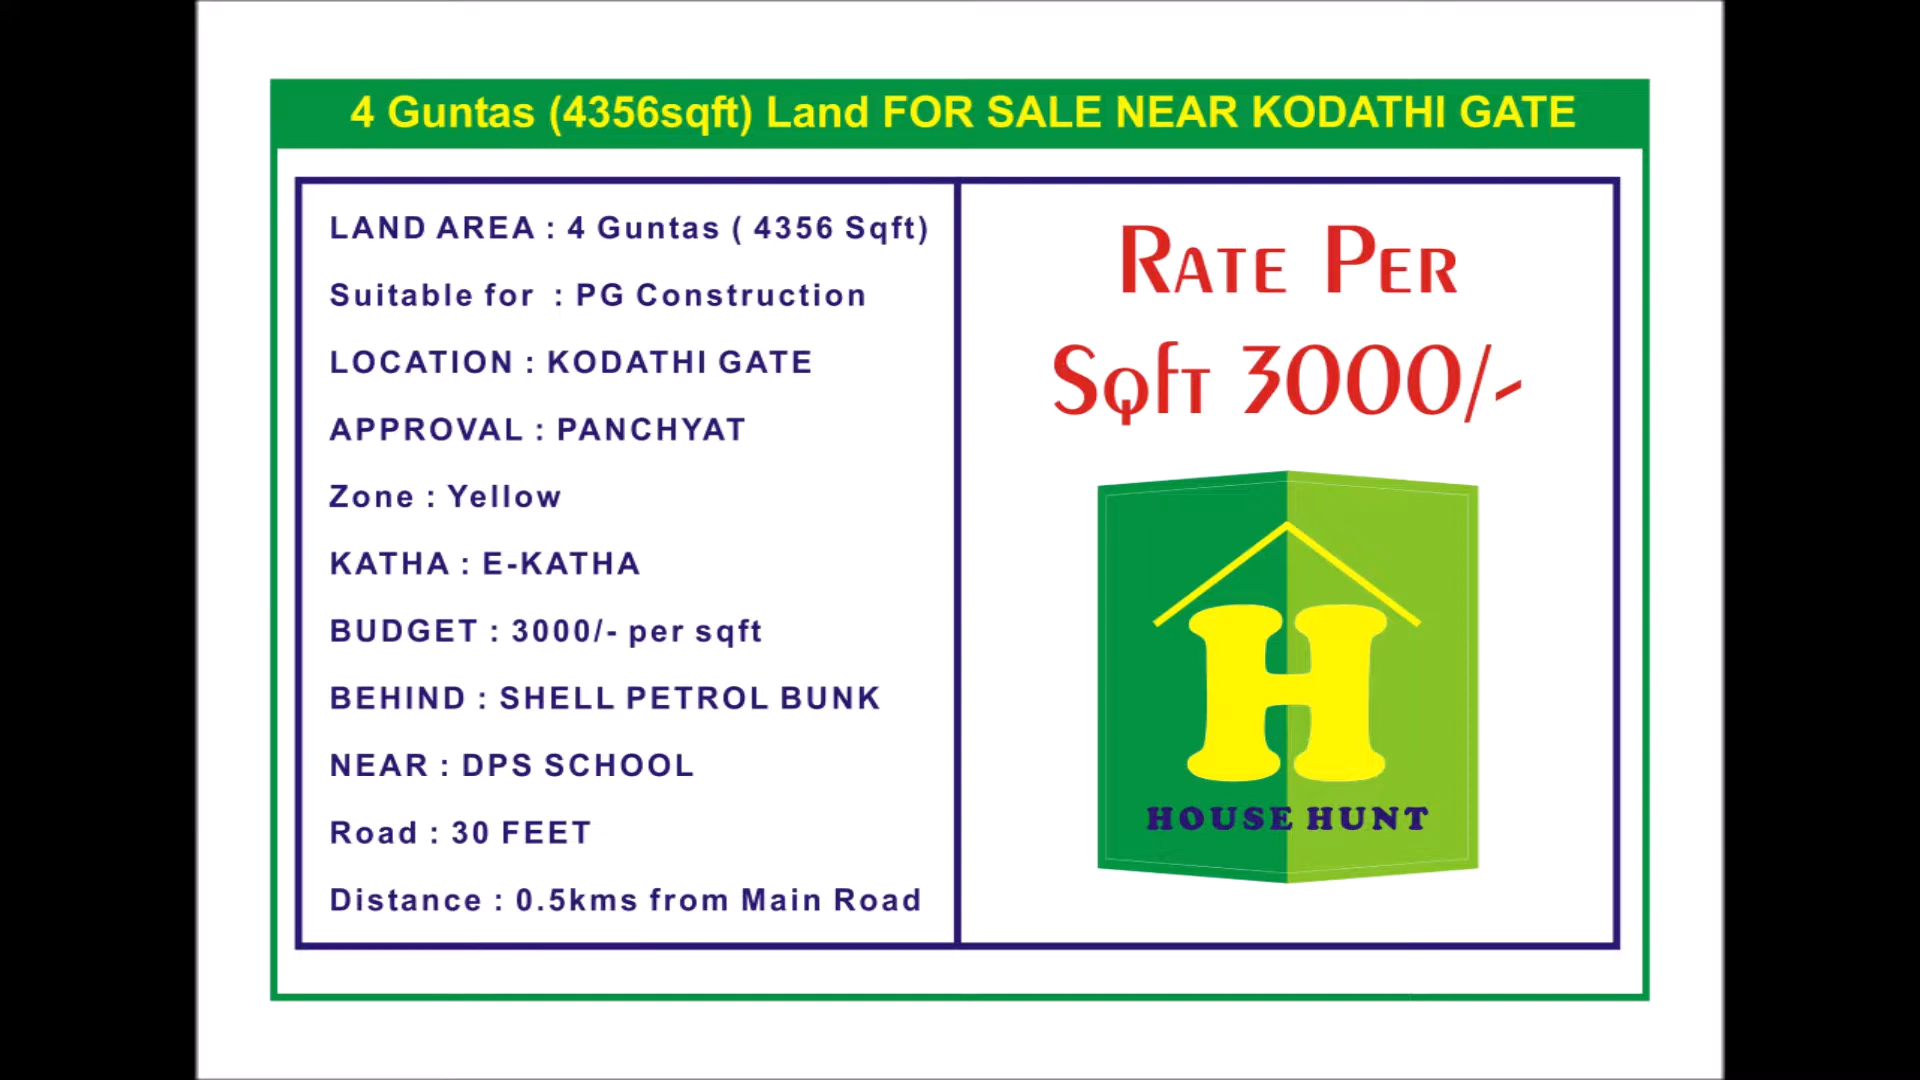 4 Guntas (4356sqft) Land FOR SALE NEAR KODATHI GATE
LAND AREA : 4 Guntas ( 4356 Sqft)
Suitable for : PG Construction
LOCATION : KODATHI GATE
APPROVAL : PANCHYAT
Zone : Yellow
KATHA : E-KATHA
BUDGET : 3000/- per sqft
BEHIND : SHELL PETROL BUNK
NEAR : DPS SCHOOL
Road : 30 FEET
Distance : 0.5kms from Main Road
Rate Per
Sqft 3000/-
H
HOUSE HUNT